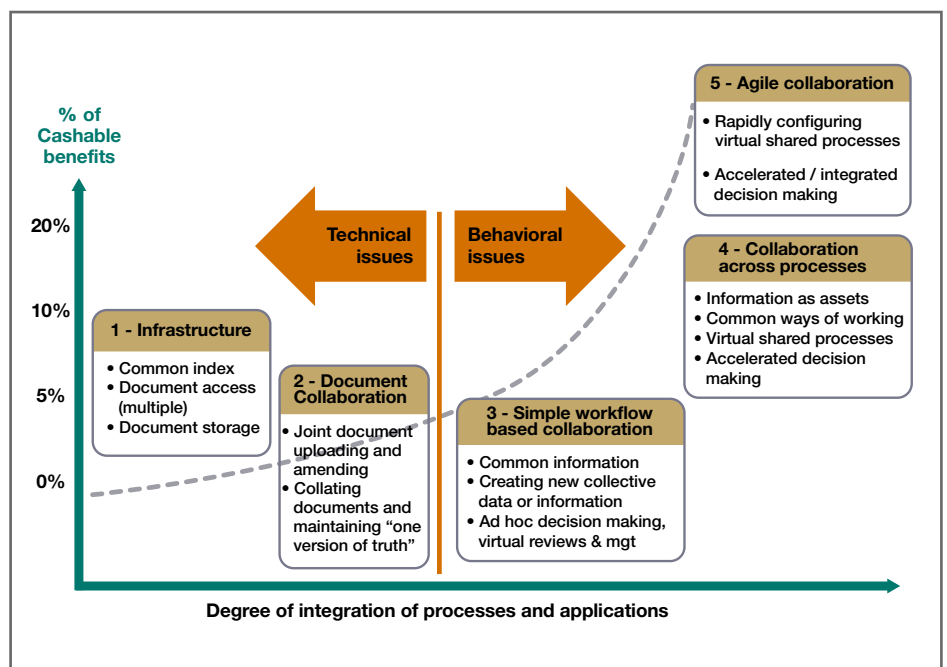 % of
Cashable
benefits
20%
10%
5%
0%
Technical
issues
Behavioral
issues
1 - Infrastructure
• Common index
• Document access
(multiple)
• Document storage
2 - Document
Collaboration
• Joint document
uploading and
amending
• Collating
documents and
maintaining “one
version of truth”
3 - Simple workflow
based collaboration
• Common information
• Creating new collective
data or information
• Ad hoc decision making,
virtual reviews & mgt
4 - Collaboration
across processes
• Information as assets
• Common ways of working
• Virtual shared processes
• Accelerated decision
making
5 - Agile collaboration
• Rapidly configuring
virtual shared processes
• Accelerated / integrated
decision making
Degree of integration of processes and applications